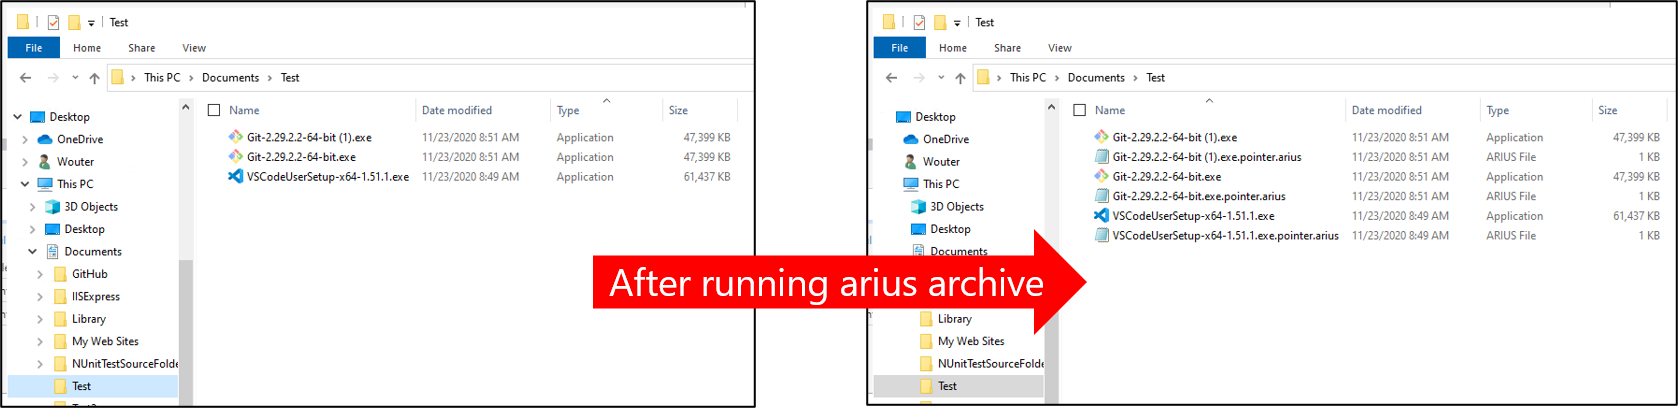 Test
File Home Share View
This PC > Documents > Test
Name Date modified Type Size
Desktop
OneDrive
Wouter
This PC
3D Objects
Desktop
Documents
GitHub
IISExpress
Library
My Web Sites
NUnitTestSourceFolde
Test
Git-2.29.2.2-64-bit (1).exe 11/23/2020 8:51 AM Application 47,399 KB
Git-2.29.2.2-64-bit.exe 11/23/2020 8:51 AM Application 47,399 KB
VSCodeUserSetup-x64-1.51.1.exe 11/23/2020 8:49 AM Application 61,437 KB
After running arius archive
Test
File Home Share View
This PC > Documents > Test
Name Date modified Type Size
Desktop
OneDrive
Wouter
This PC
3D Objects
Desktop
Documents
Library
My Web Sites
NUnitTestSourceFolde
Test
Git-2.29.2.2-64-bit (1).exe 11/23/2020 8:51 AM Application 47,399 KB
Git-2.29.2.2-64-bit (1).exe.pointer.arius 11/23/2020 8:51 AM ARIUS File 1 KB
Git-2.29.2.2-64-bit.exe 11/23/2020 8:51 AM Application 47,399 KB
Git-2.29.2.2-64-bit.exe.pointer.arius 11/23/2020 8:51 AM ARIUS File 1 KB
VSCodeUserSetup-x64-1.51.1.exe 11/23/2020 8:49 AM Application 61,437 KB
VSCodeUserSetup-x64-1.51.1.exe.pointer.arius 11/23/2020 8:49 AM ARIUS File 1 KB